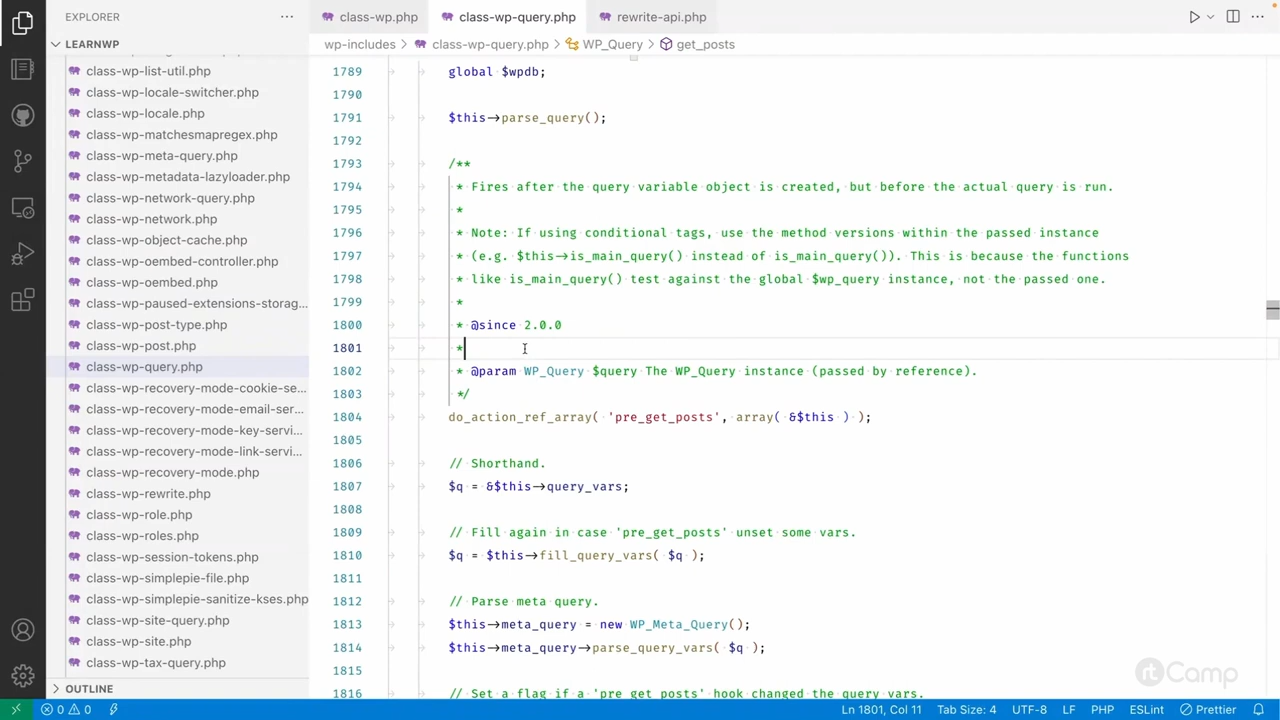 EXPLORER
LEARNWP
class-wp-list-util.php
class-wp-locale-switcher.php
class-wp-locale.php
class-wp-matchesmapregex.php
class-wp-meta-query.php
class-wp-metadata-lazyloader.php
class-wp-network-query.php
class-wp-network.php
class-wp-object-cache.php
class-wp-oembed-controller.php
class-wp-oembed.php
class-wp-paused-extensions-storag...
class-wp-post-type.php
class-wp-post.php
class-wp-query.php
class-wp-recovery-mode-cookie-se...
class-wp-recovery-mode-email-ser...
class-wp-recovery-mode-key-servi...
class-wp-recovery-mode-link-servi...
class-wp-recovery-mode.php
class-wp-rewrite.php
class-wp-role.php
class-wp-roles.php
class-wp-session-tokens.php
class-wp-simplepie-file.php
class-wp-simplepie-sanitize-kses.php
class-wp-site-query.php
class-wp-site.php
class-wp-tax-query.php
OUTLINE
class-wp.php class-wp-query.php rewrite-api.php
wp-includes > class-wp-query.php > WP_Query > get_posts
1789 global $wpdb;
1790
1791 $this→parse_query();
1792
1793 /**
1794 * Fires after the query variable object is created, but before the actual query is run.
1795 *
1796 * Note: If using conditional tags, use the method versions within the passed instance
1797 * (e.g. $this→is_main_query() instead of is_main_query()). This is because the functions
1798 * like is_main_query() test against the global $wp_query instance, not the passed one.
1799 *
1800 * @since 2.0.0
1801 *
1802 * @param WP_Query $query The WP_Query instance (passed by reference).
1803 */
1804 do_action_ref_array( 'pre_get_posts', array( &$this ) );
1805
1806 // Shorthand.
1807 $q = &$this→query_vars;
1808
1809 // Fill again in case 'pre_get_posts' unset some vars.
1810 $q = $this→fill_query_vars( $q );
1811
1812 // Parse meta query.
1813 $this→meta_query = new WP_Meta_Query();
1814 $this→meta_query→parse_query_vars( $q );
1815
1816 // Set a flag if a 'pre_get_posts' hook changed the query vars.
rtCamp
0 0 Ln 1801, Col 11 Tab Size: 4 UTF-8 LF PHP ESLint Prettier